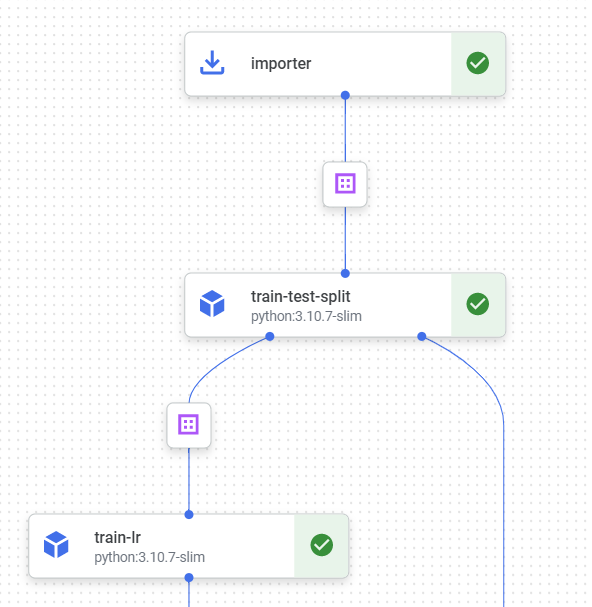 importer
train-test-split
python:3.10.7-slim
train-lr
python:3.10.7-slim